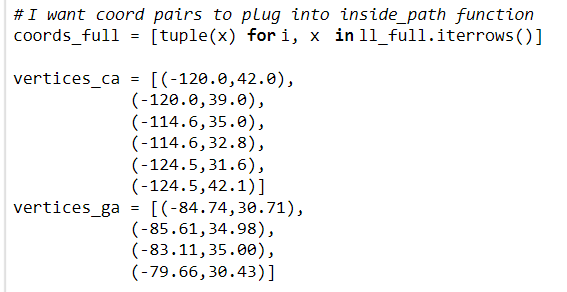 # I want coord pairs to plug into inside_path function
coords_full = [tuple(x) for i, x in ll_full.iterrows()]
vertices_ca = [(-120.0,42.0),
(-120.0,39.0),
(-114.6,35.0),
(-114.6,32.8),
(-124.5,31.6),
(-124.5,42.1)]
vertices_ga = [(-84.74,30.71),
(-85.61,34.98),
(-83.11,35.00),
(-79.66,30.43)]